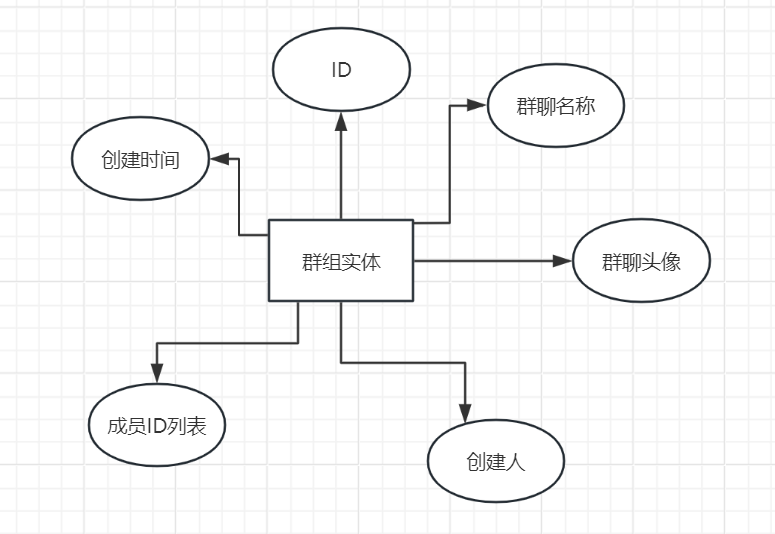 ID
群聊名称
创建时间
群组实体
群聊头像
成员ID列表
创建人